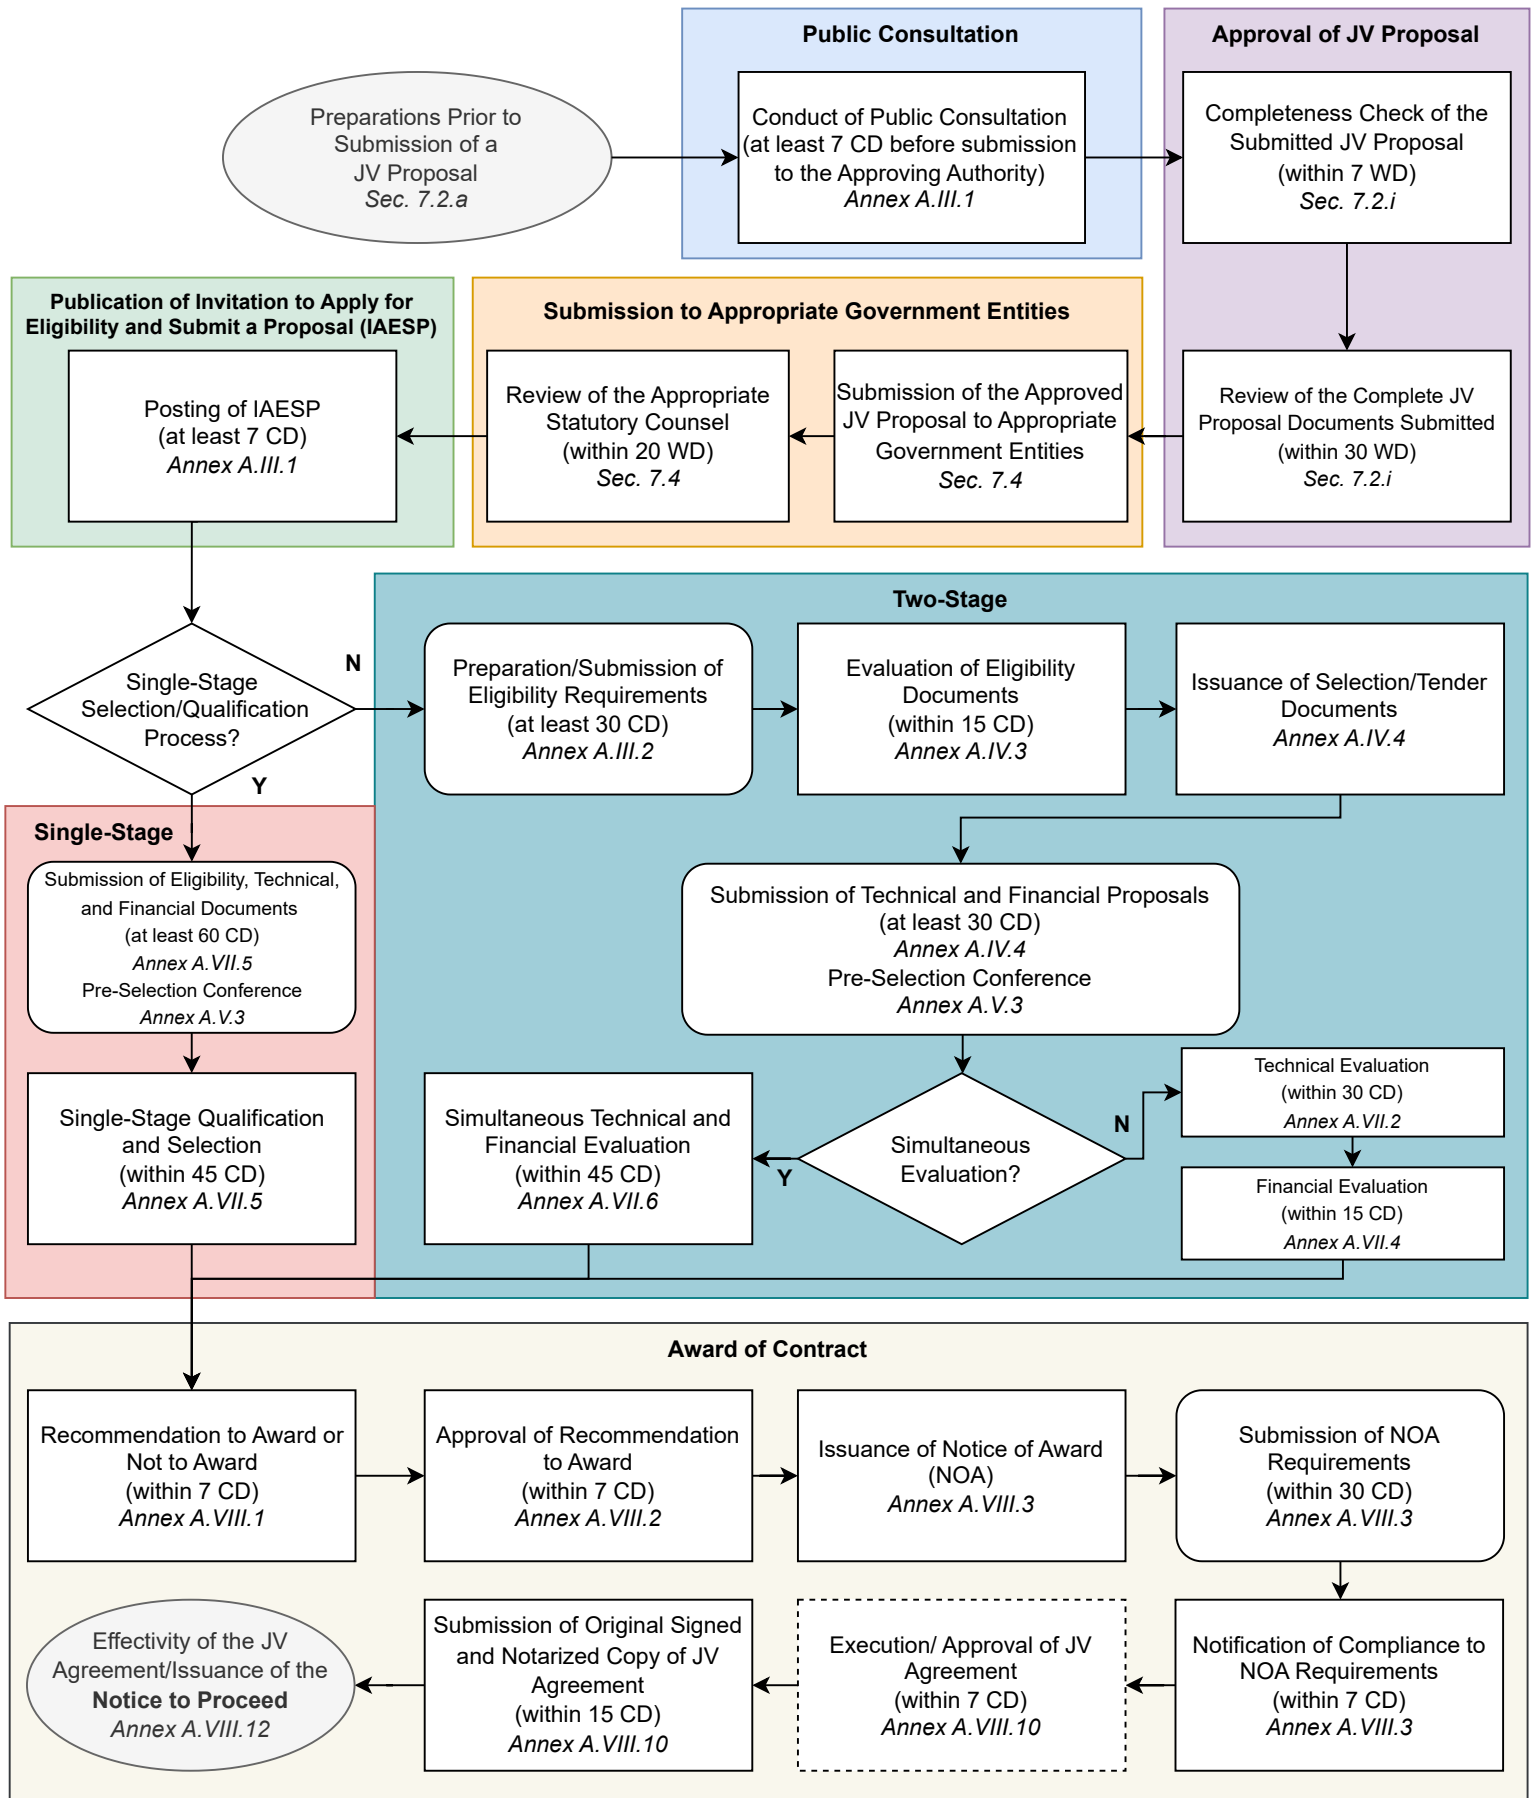 Public Consultation
Approval of JV Proposal
Preparations Prior to
Submission of a
JV Proposal
Sec. 7.2.a
Conduct of Public Consultation
(at least 7 CD before submission
to the Approving Authority)
Annex A.III.1
Completeness Check of the
Submitted JV Proposal
(within 7 WD)
Sec. 7.2.i
Publication of Invitation to Apply for
Eligibility and Submit a Proposal (IAESP)
Submission to Appropriate Government Entities
Posting of IAESP
(at least 7 CD)
Annex A.III.1
Review of the Appropriate
Statutory Counsel
(within 20 WD)
Sec. 7.4
Submission of the Approved
JV Proposal to Appropriate
Government Entities
Sec. 7.4
Review of the Complete JV
Proposal Documents Submitted
(within 30 WD)
Sec. 7.2.i
Two-Stage
Single-Stage
Selection/Qualification
Process?
N
Y
Preparation/Submission of
Eligibility Requirements
(at least 30 CD)
Annex A.III.2
Evaluation of Eligibility
Documents
(within 15 CD)
Annex A.IV.3
Issuance of Selection/Tender
Documents
Annex A.IV.4
Single-Stage
Submission of Eligibility, Technical,
and Financial Documents
(at least 60 CD)
Annex A.VII.5
Pre-Selection Conference
Annex A.V.3
Submission of Technical and Financial Proposals
(at least 30 CD)
Annex A.IV.4
Pre-Selection Conference
Annex A.V.3
Single-Stage Qualification
and Selection
(within 45 CD)
Annex A.VII.5
Simultaneous Technical and
Financial Evaluation
(within 45 CD)
Annex A.VII.6
Y
Simultaneous
Evaluation?
N
Technical Evaluation
(within 30 CD)
Annex A.VII.2
Financial Evaluation
(within 15 CD)
Annex A.VII.4
Award of Contract
Recommendation to Award or
Not to Award
(within 7 CD)
Annex A.VIII.1
Approval of Recommendation
to Award
(within 7 CD)
Annex A.VIII.2
Issuance of Notice of Award
(NOA)
Annex A.VIII.3
Submission of NOA
Requirements
(within 30 CD)
Annex A.VIII.3
Effectivity of the JV
Agreement/Issuance of the
Notice to Proceed
Annex A.VIII.12
Submission of Original Signed
and Notarized Copy of JV
Agreement
(within 15 CD)
Annex A.VIII.10
Execution/ Approval of JV
Agreement
(within 7 CD)
Annex A.VIII.10
Notification of Compliance to
NOA Requirements
(within 7 CD)
Annex A.VIII.3